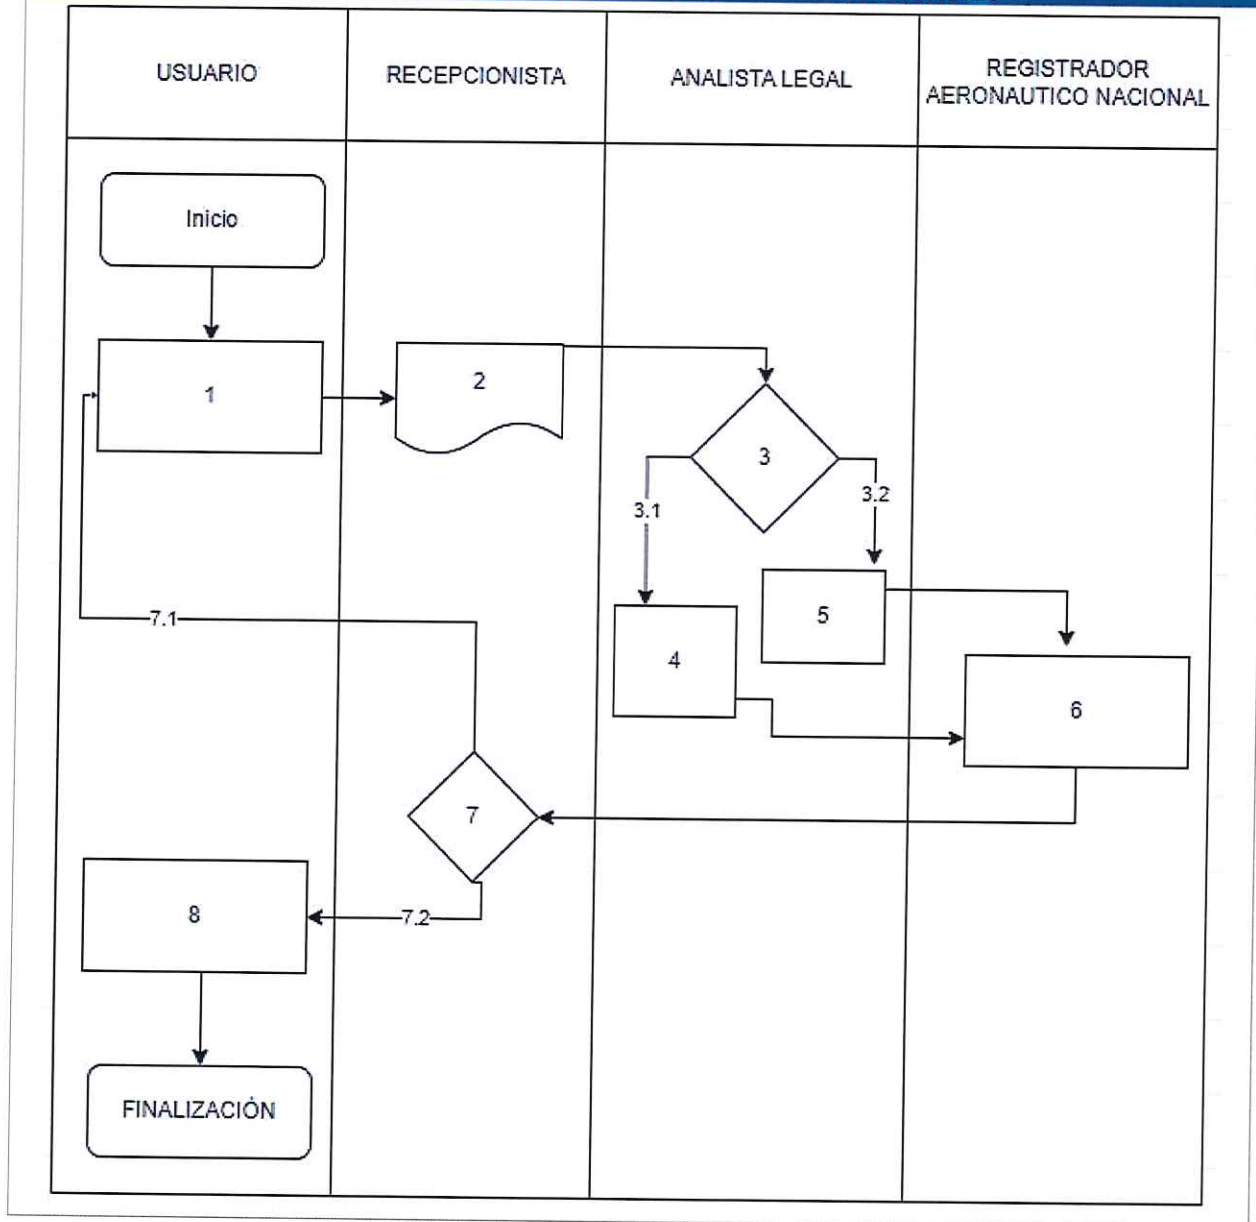 USUARIO
RECEPCIONISTA
ANALISTA LEGAL
REGISTRADOR
AERONAUTICO NACIONAL
Inicio
1
2
3
3.1
3.2
4
5
6
7
7.1
7.2
8
FINALIZACIÓN